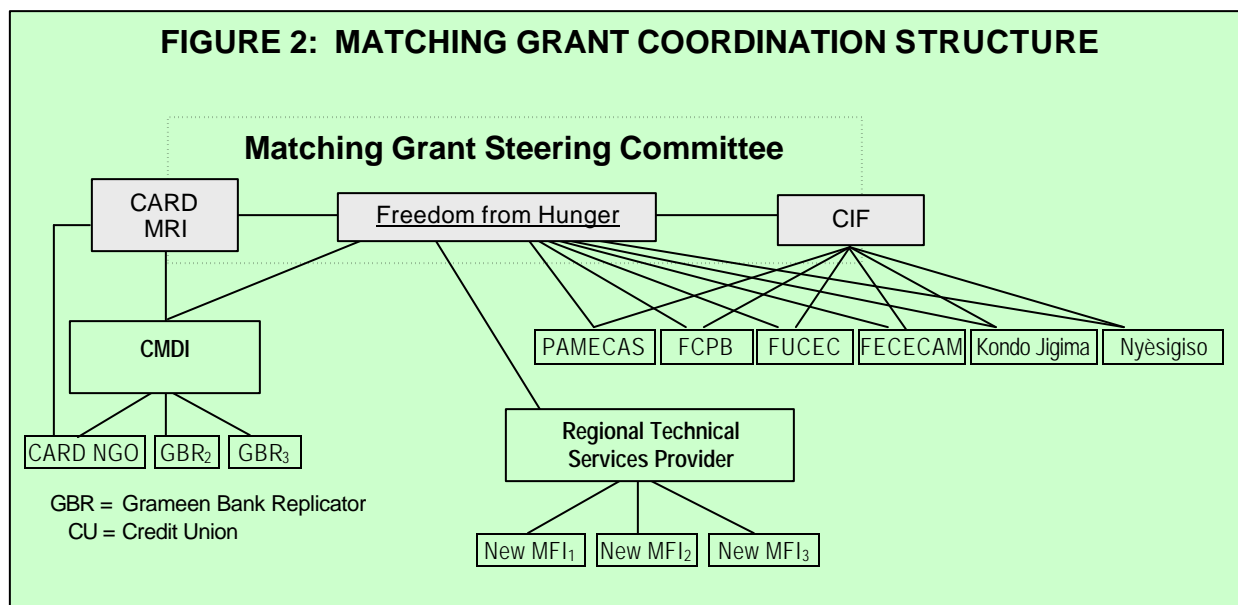 FIGURE 2: MATCHING GRANT COORDINATION STRUCTURE
Matching Grant Steering Committee
CARD
MRI
Freedom from Hunger
CIF
CMDI
PAMECAS
FCPB
FUCEC
FECECAM
Kondo Jigima
Nyèsigiso
CARD NGO
GBR₂
GBR₃
Regional Technical
Services Provider
GBR = Grameen Bank Replicator
CU = Credit Union
New MFI₁
New MFI₂
New MFI₃